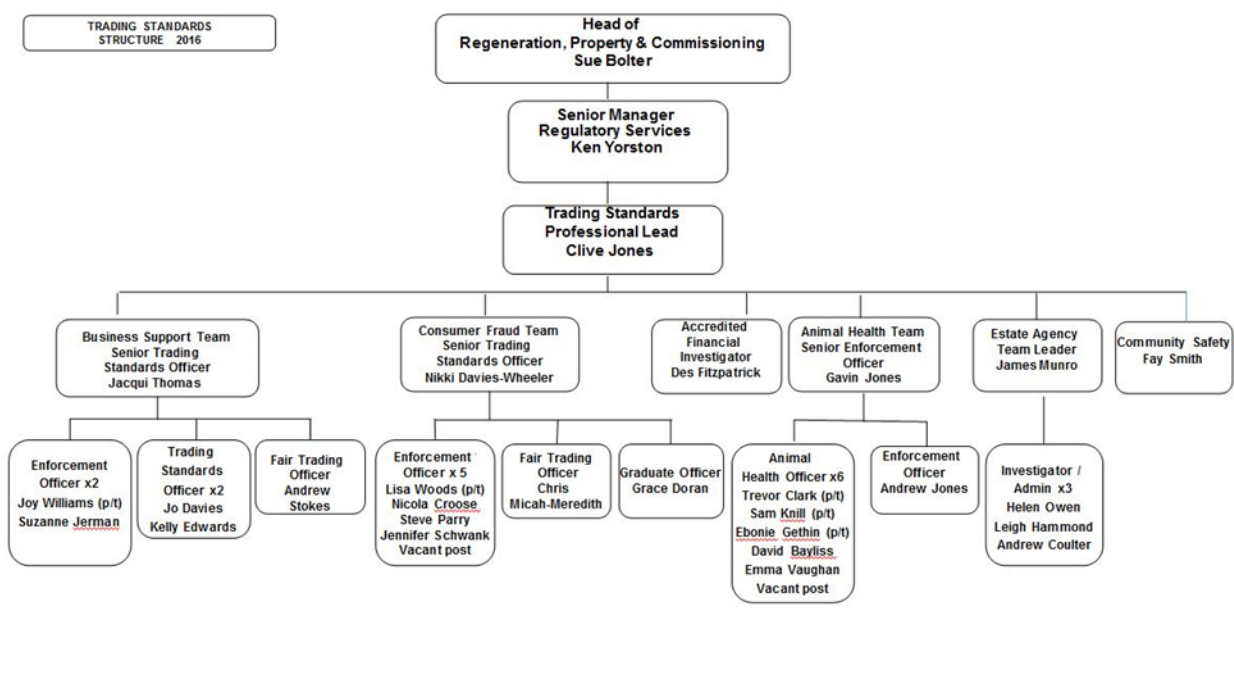 TRADING STANDARDS
STRUCTURE 2016
Head of
Regeneration, Property & Commissioning
Sue Bolter
Senior Manager
Regulatory Services
Ken Yorston
Trading Standards
Professional Lead
Clive Jones
Business Support Team
Senior Trading
Standards Officer
Jacqui Thomas
Consumer Fraud Team
Senior Trading
Standards Officer
Nikki Davies-Wheeler
Accredited
Financial
Investigator
Des Fitzpatrick
Animal Health Team
Senior Enforcement
Officer
Gavin Jones
Estate Agency
Team Leader
James Munro
Community Safety
Fay Smith
Enforcement
Officer x2
Joy Williams (p/t)
Suzanne Jerman
Trading
Standards
Officer x2
Jo Davies
Kelly Edwards
Fair Trading
Officer
Andrew
Stokes
Enforcement
Officer x 5
Lisa Woods (p/t)
Nicola Croose
Steve Parry
Jennifer Schwank
Vacant post
Fair Trading
Officer
Chris
Micah-Meredith
Graduate Officer
Grace Doran
Animal
Health Officer x6
Trevor Clark (p/t)
Sam Knill (p/t)
Ebonie Gethin (p/t)
David Bayliss
Emma Vaughan
Vacant post
Enforcement
Officer
Andrew Jones
Investigator /
Admin x3
Helen Owen
Leigh Hammond
Andrew Coulter